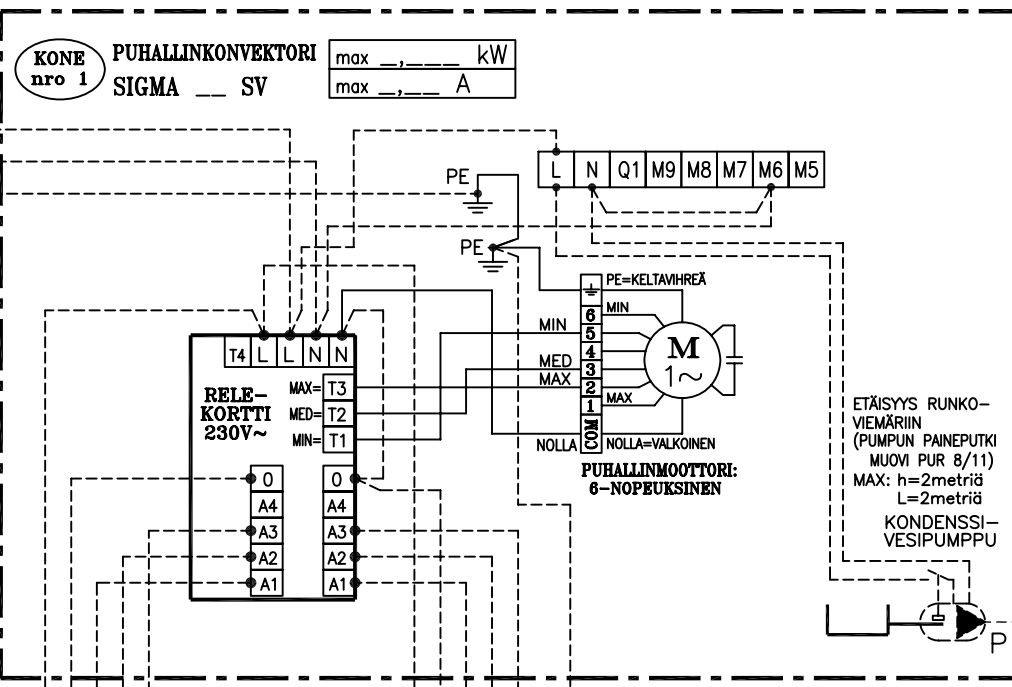 KONE
nro 1
PUHALLINKONVEKTORI
SIGMA __ SV
max _,___ kW
max _,__ A
L N Q1 M9 M8 M7 M6 M5
PE
PE
PE=KELTAVIHREÄ
6 MIN
MIN 5
4
MED 3
MAX 2
1 MAX
NOLLA COM NOLLA=VALKOINEN
M
1~
PUHALLINMOOTTORI:
6-NOPEUKSINEN
T4 L L N N
RELE-
KORTTI
230V~
MAX= T3
MED= T2
MIN= T1
0 0
A4 A4
A3 A3
A2 A2
A1 A1
ETÄISYYS RUNKO-
VIEMÄRIIN
(PUMPUN PAINEPUTKI
MUOVI PUR 8/11)
MAX: h=2metriä
L=2metriä
KONDENSSI-
VESIPUMPPU
P